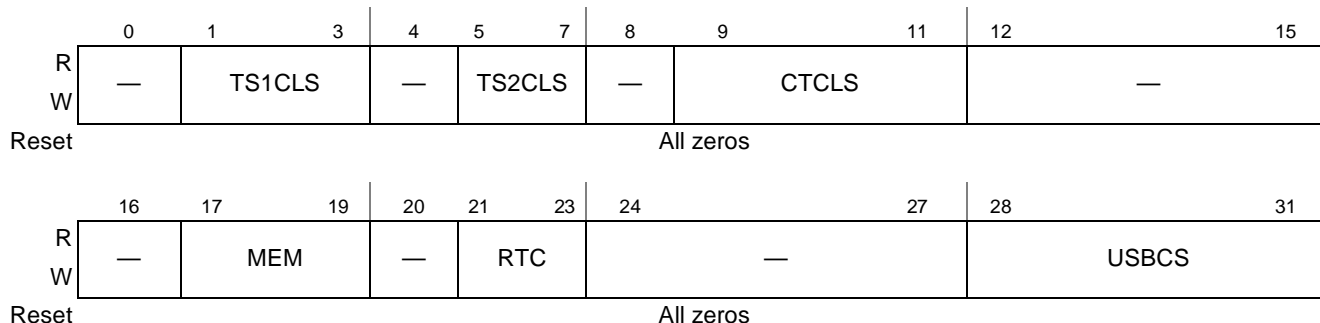 0 1 3 4 5 7 8 9 11 12 15
R
— TS1CLS — TS2CLS — CTCLS —
W
Reset All zeros
16 17 19 20 21 23 24 27 28 31
R
— MEM — RTC — USBCS
W
Reset All zeros